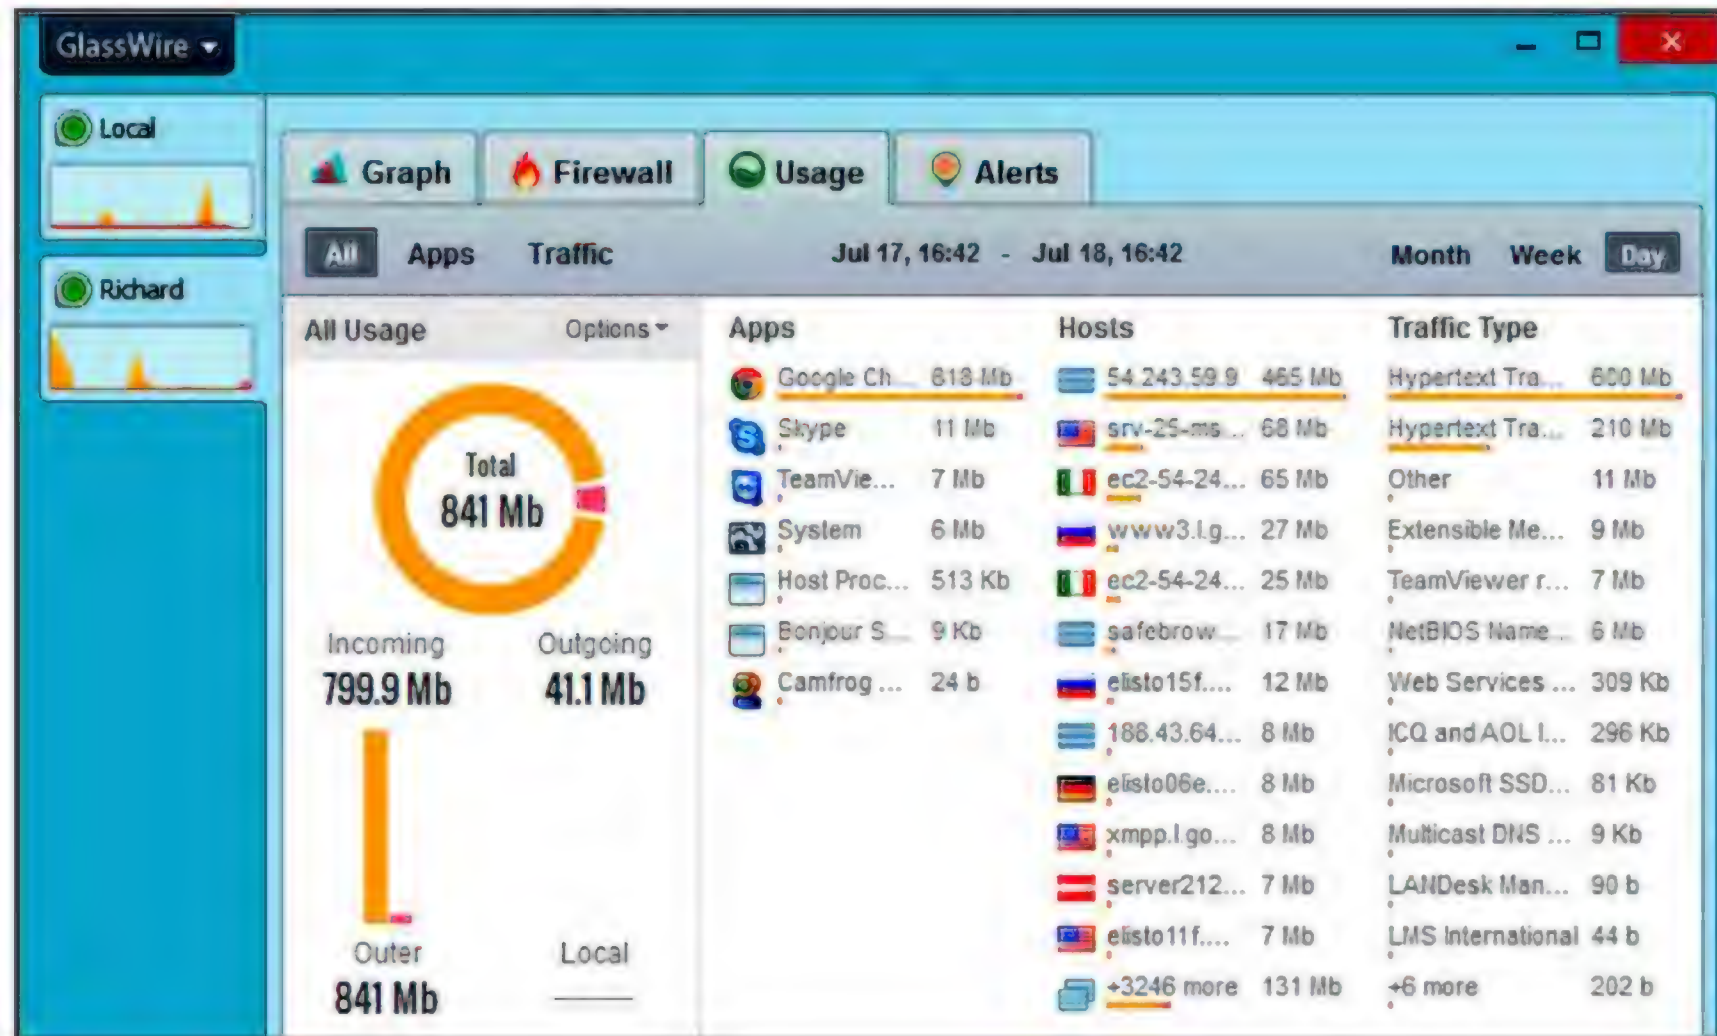 GlassWire
Local
Richard
Graph
Firewall
Usage
Alerts
All Apps Traffic
Jul 17, 16:42 - Jul 18, 16:42
Month Week Day
All Usage Options
Total
841 Mb
Incoming Outgoing
799.9 Mb 41.1 Mb
Outer Local
841 Mb
Apps
Google Ch... Mb
Skype 11 Mb
TeamVie... 7 Mb
System 6 Mb
Host Proc... 513 Kb
Bonjour S... 9 Kb
Camfrog ... 24 b
Hosts
54.243.59.9 465 Mb
srv-25-ms... 68 Mb
ec2-54-24... 65 Mb
www3.l.g... 27 Mb
ec2-54-24... 25 Mb
safebrow... 17 Mb
elisto15f.... 12 Mb
188.43.64... 8 Mb
elisto06e.... 8 Mb
xmpp.l.go... 8 Mb
server212... 7 Mb
elisto11f.... 7 Mb
+3246 more 131 Mb
Traffic Type
Hypertext Tra... 600 Mb
Hypertext Tra... 210 Mb
Other 11 Mb
Extensible Me... 9 Mb
TeamViewer r... 7 Mb
NetBIOS Name... 6 Mb
Web Services ... 309 Kb
ICQ and AOL I... 296 Kb
Microsoft SSD... 81 Kb
Multicast DNS ... 9 Kb
LANDesk Man... 90 b
LMS International 44 b
+6 more 202 b